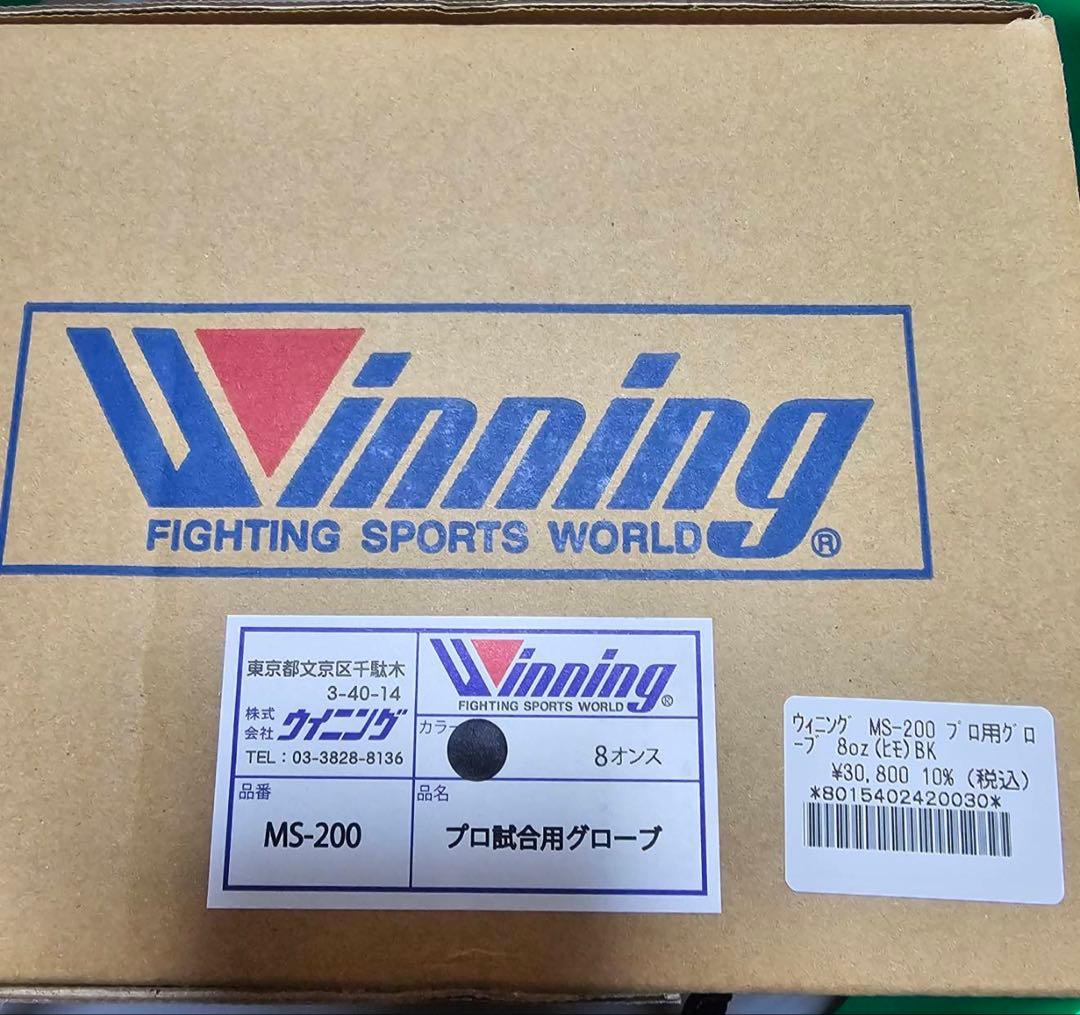 Winning
FIGHTING SPORTS WORLD®
東京都文京区千駄木
3-40-14
株式会社 ウイニング
TEL：03-3828-8136
Winning
FIGHTING SPORTS WORLD®
カラー
8オンス
品番
MS-200
品名
プロ試合用グローブ
ウィニング MS-200 プロ用グロ
ーブ 8oz(ヒモ)BK
¥30,800 10% (税込)
*8015402420030*